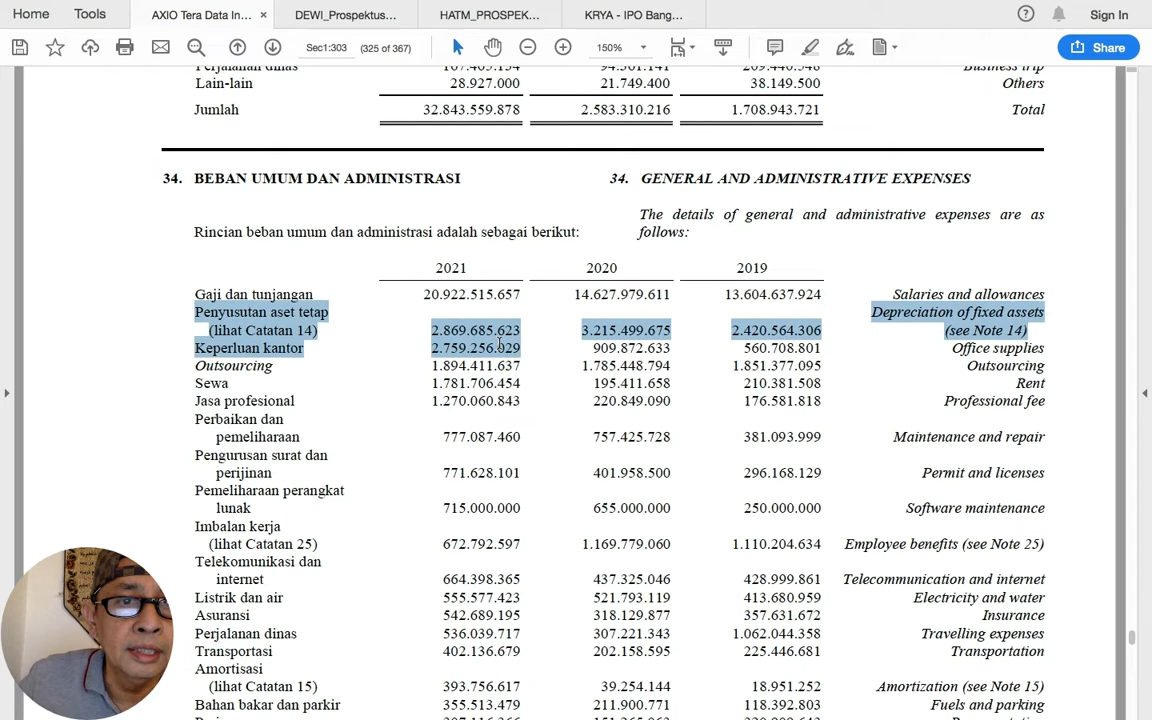 Home Tools AXIO Tera Data In... × DEWI_Prospektus... HATM_PROSPEK... KRYA - IPO Bang... Sign In
Sec1:303 (325 of 367) 150% Share
Lain-lain 28.927.000 21.749.400 38.149.500 Others
Jumlah 32.843.559.878 2.583.310.216 1.708.943.721 Total
34. BEBAN UMUM DAN ADMINISTRASI 34. GENERAL AND ADMINISTRATIVE EXPENSES
The details of general and administrative expenses are as
Rincian beban umum dan administrasi adalah sebagai berikut: follows:
2021 2020 2019
Gaji dan tunjangan 20.922.515.657 14.627.979.611 13.604.637.924 Salaries and allowances
Penyusutan aset tetap Depreciation of fixed assets
(lihat Catatan 14) 2.869.685.623 3.215.499.675 2.420.564.306 (see Note 14)
Keperluan kantor 2.759.256.029 909.872.633 560.708.801 Office supplies
Outsourcing 1.894.411.637 1.785.448.794 1.851.377.095 Outsourcing
Sewa 1.781.706.454 195.411.658 210.381.508 Rent
Jasa profesional 1.270.060.843 220.849.090 176.581.818 Professional fee
Perbaikan dan
pemeliharaan 777.087.460 757.425.728 381.093.999 Maintenance and repair
Pengurusan surat dan
perijinan 771.628.101 401.958.500 296.168.129 Permit and licenses
Pemeliharaan perangkat
lunak 715.000.000 655.000.000 250.000.000 Software maintenance
Imbalan kerja
(lihat Catatan 25) 672.792.597 1.169.779.060 1.110.204.634 Employee benefits (see Note 25)
Telekomunikasi dan
internet 664.398.365 437.325.046 428.999.861 Telecommunication and internet
Listrik dan air 555.577.423 521.793.119 413.680.959 Electricity and water
Asuransi 542.689.195 318.129.877 357.631.672 Insurance
Perjalanan dinas 536.039.717 307.221.343 1.062.044.358 Travelling expenses
Transportasi 402.136.679 202.158.595 225.446.681 Transportation
Amortisasi
(lihat Catatan 15) 393.756.617 39.254.144 18.951.252 Amortization (see Note 15)
Bahan bakar dan parkir 355.513.479 211.900.771 118.392.803 Fuels and parking